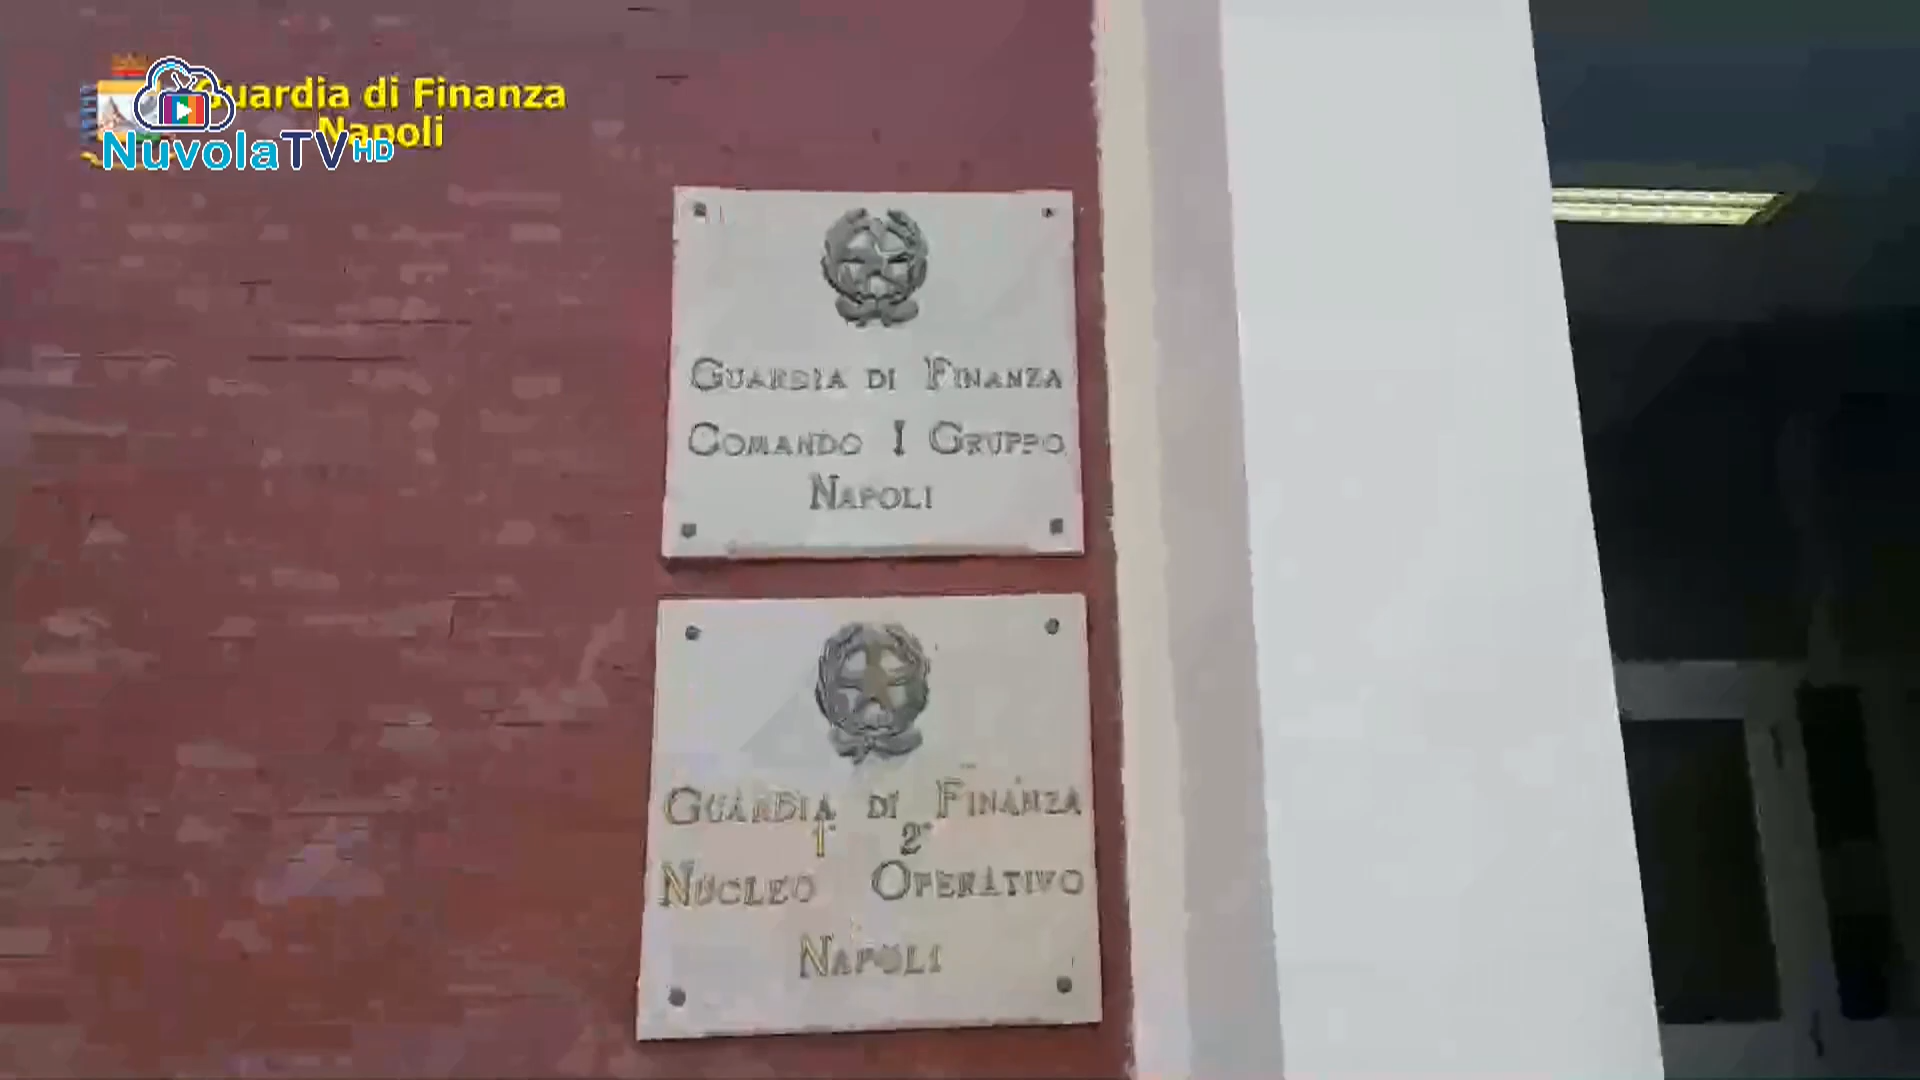 Guardia di Finanza
Napoli
NuvolaTV HD
GUARDIA DI FINANZA
COMANDO I GRUPPO
NAPOLI
GUARDIA DI FINANZA
1° 2°
NUCLEO OPERATIVO
NAPOLI